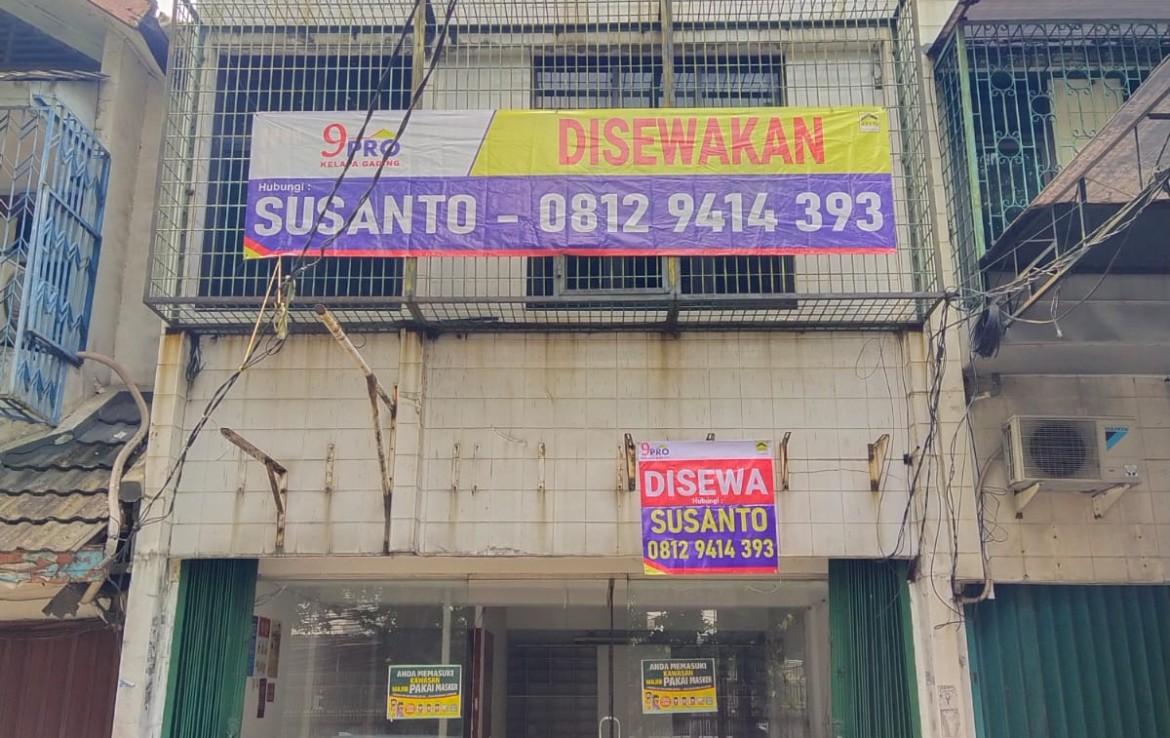 9PRO
KELAPA GADING
DISEWAKAN
Hubungi :
SUSANTO - 0812 9414 393
9PRO
DISEWA
Hubungi :
SUSANTO
0812 9414 393
ANDA MEMASUKI
KAWASAN
WAJIB PAKAI MASKER
ANDA MEMASUKI
KAWASAN
WAJIB PAKAI MASKER